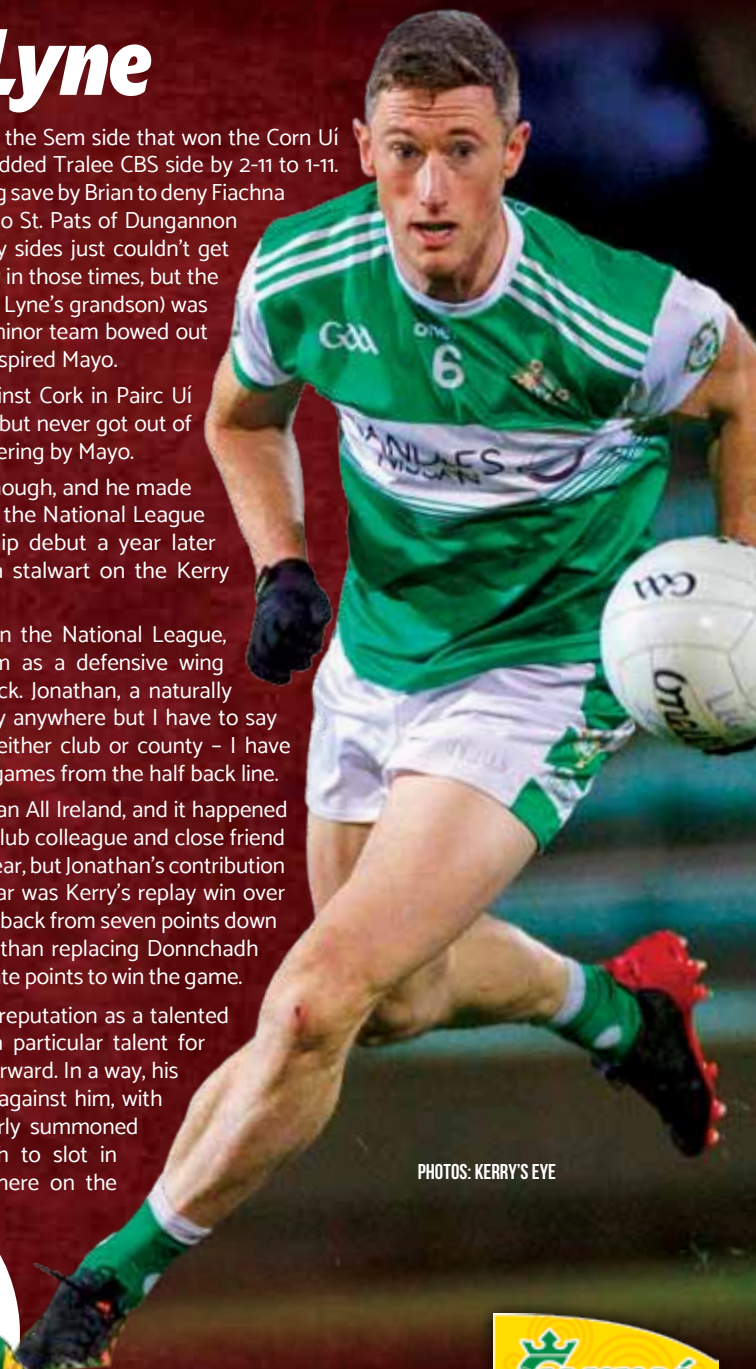 Lyne
the Sem side that won the Corn Uí
dded Tralee CBS side by 2-11 to 1-11.
g save by Brian to deny Fiachna
o St. Pats of Dungannon
y sides just couldn't get
in those times, but the
Lyne's grandson) was
minor team bowed out
spired Mayo.
inst Cork in Pairc Uí
but never got out of
ering by Mayo.
hough, and he made
the National League
ip debut a year later
a stalwart on the Kerry
n the National League,
m as a defensive wing
ck. Jonathan, a naturally
y anywhere but I have to say
either club or county – I have
games from the half back line.
an All Ireland, and it happened
lub colleague and close friend
ear, but Jonathan's contribution
ar was Kerry's replay win over
back from seven points down
than replacing Donnchadh
ate points to win the game.
reputation as a talented
a particular talent for
rward. In a way, his
against him, with
rly summoned
h to slot in
here on the
GAA
6
GAA
PHOTOS: KERRY'S EYE